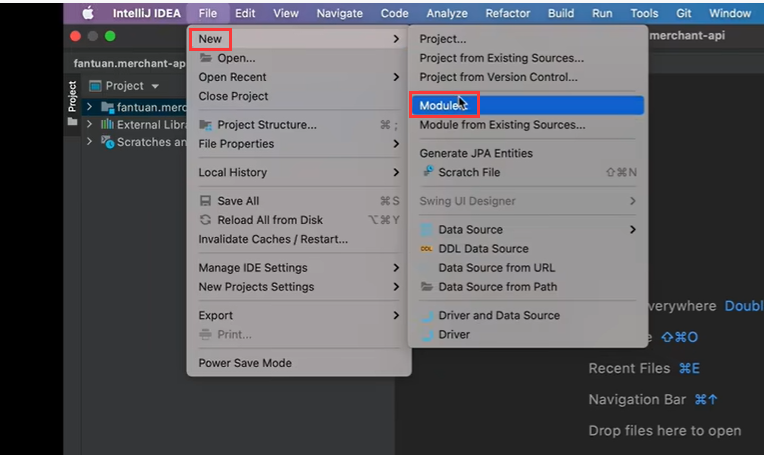 IntelliJ IDEA File Edit View Navigate Code Analyze Refactor Build Run Tools Git Window
merchant-api
fantuan.merchant-ap
Project
Project
fantuan.merc
External Libra
Scratches an
New
Open...
Open Recent
Close Project
Project Structure... ⌘ ;
File Properties
Local History
Save All ⌘S
Reload All from Disk ⌥⌘Y
Invalidate Caches / Restart...
Manage IDE Settings
New Projects Settings
Export
Print...
Power Save Mode
Project...
Project from Existing Sources...
Project from Version Control...
Module
Module from Existing Sources...
Generate JPA Entities
Scratch File ⇧⌘N
Swing UI Designer
Data Source
DDL DDL Data Source
Data Source from URL
Data Source from Path
Driver and Data Source
Driver
verywhere Doubl
e ⇧⌘O
Recent Files ⌘E
Navigation Bar ⌘↑
Drop files here to open